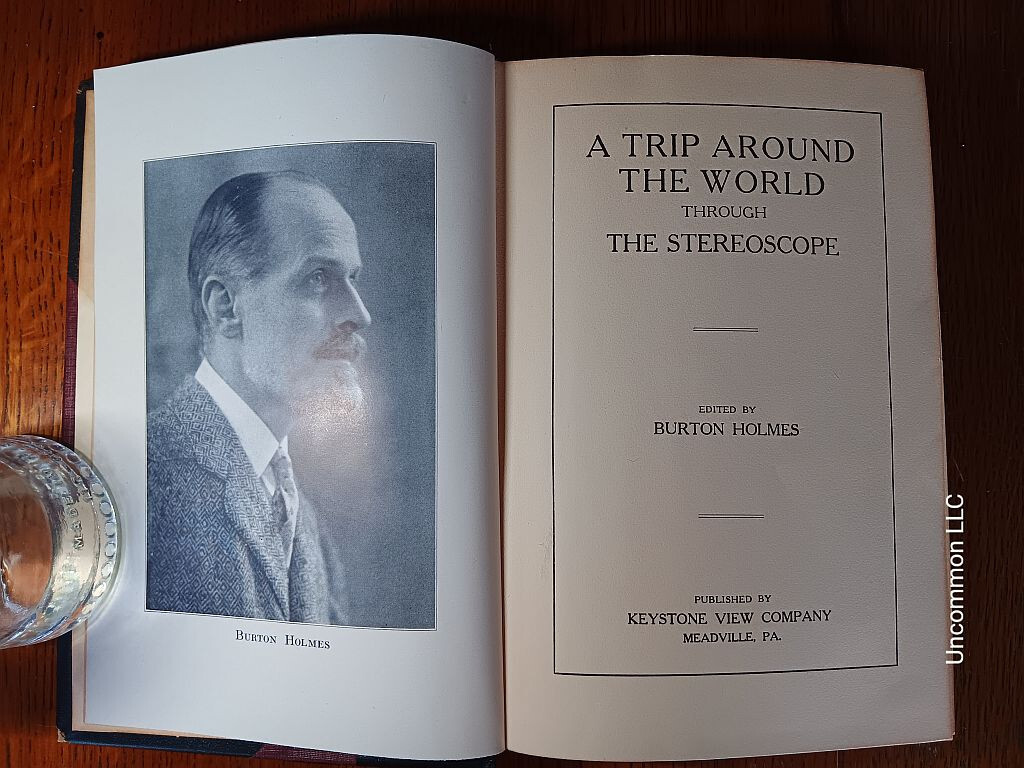 BURTON HOLMES
A TRIP AROUND
THE WORLD
THROUGH
THE STEREOSCOPE
EDITED BY
BURTON HOLMES
PUBLISHED BY
KEYSTONE VIEW COMPANY
MEADVILLE, PA.
MADE
Uncommon LLC